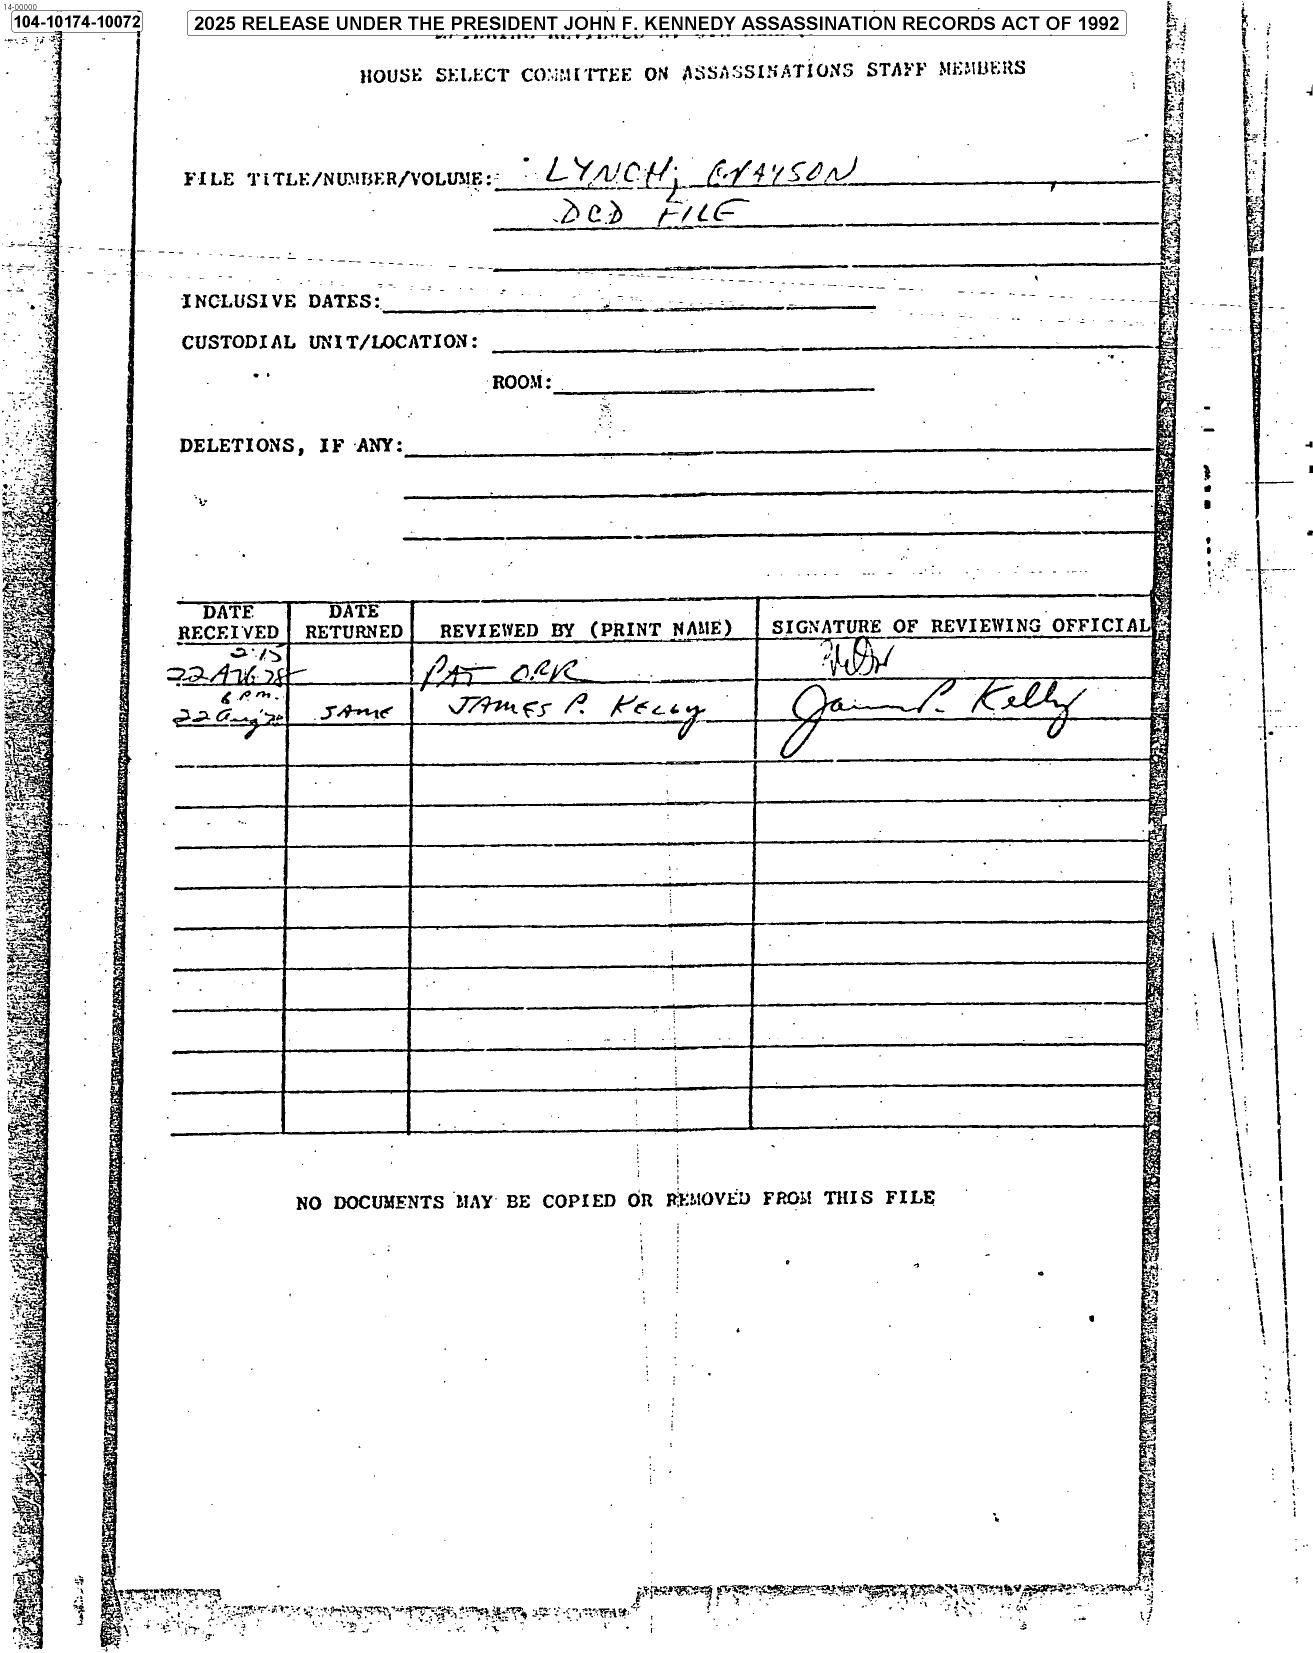 14-00000
104-10174-10072
2025 RELEASE UNDER THE PRESIDENT JOHN F. KENNEDY ASSASSINATION RECORDS ACT OF 1992
HOUSE SELECT COMMITTEE ON ASSASSINATIONS STAFF MEMBERS
FILE TITLE/NUMBER/VOLUME: LYNCH, GRAYSON
DCD FILE
INCLUSIVE DATES:
CUSTODIAL UNIT/LOCATION:
ROOM:
DELETIONS, IF ANY:
DATE RECEIVED DATE RETURNED REVIEWED BY (PRINT NAME) SIGNATURE OF REVIEWING OFFICIAL
2:15
22 AUG 78 PAT ORR
6 p.m.
22 Aug 78 SAME JAMES P. KELLY James P. Kelly
NO DOCUMENTS MAY BE COPIED OR REMOVED FROM THIS FILE